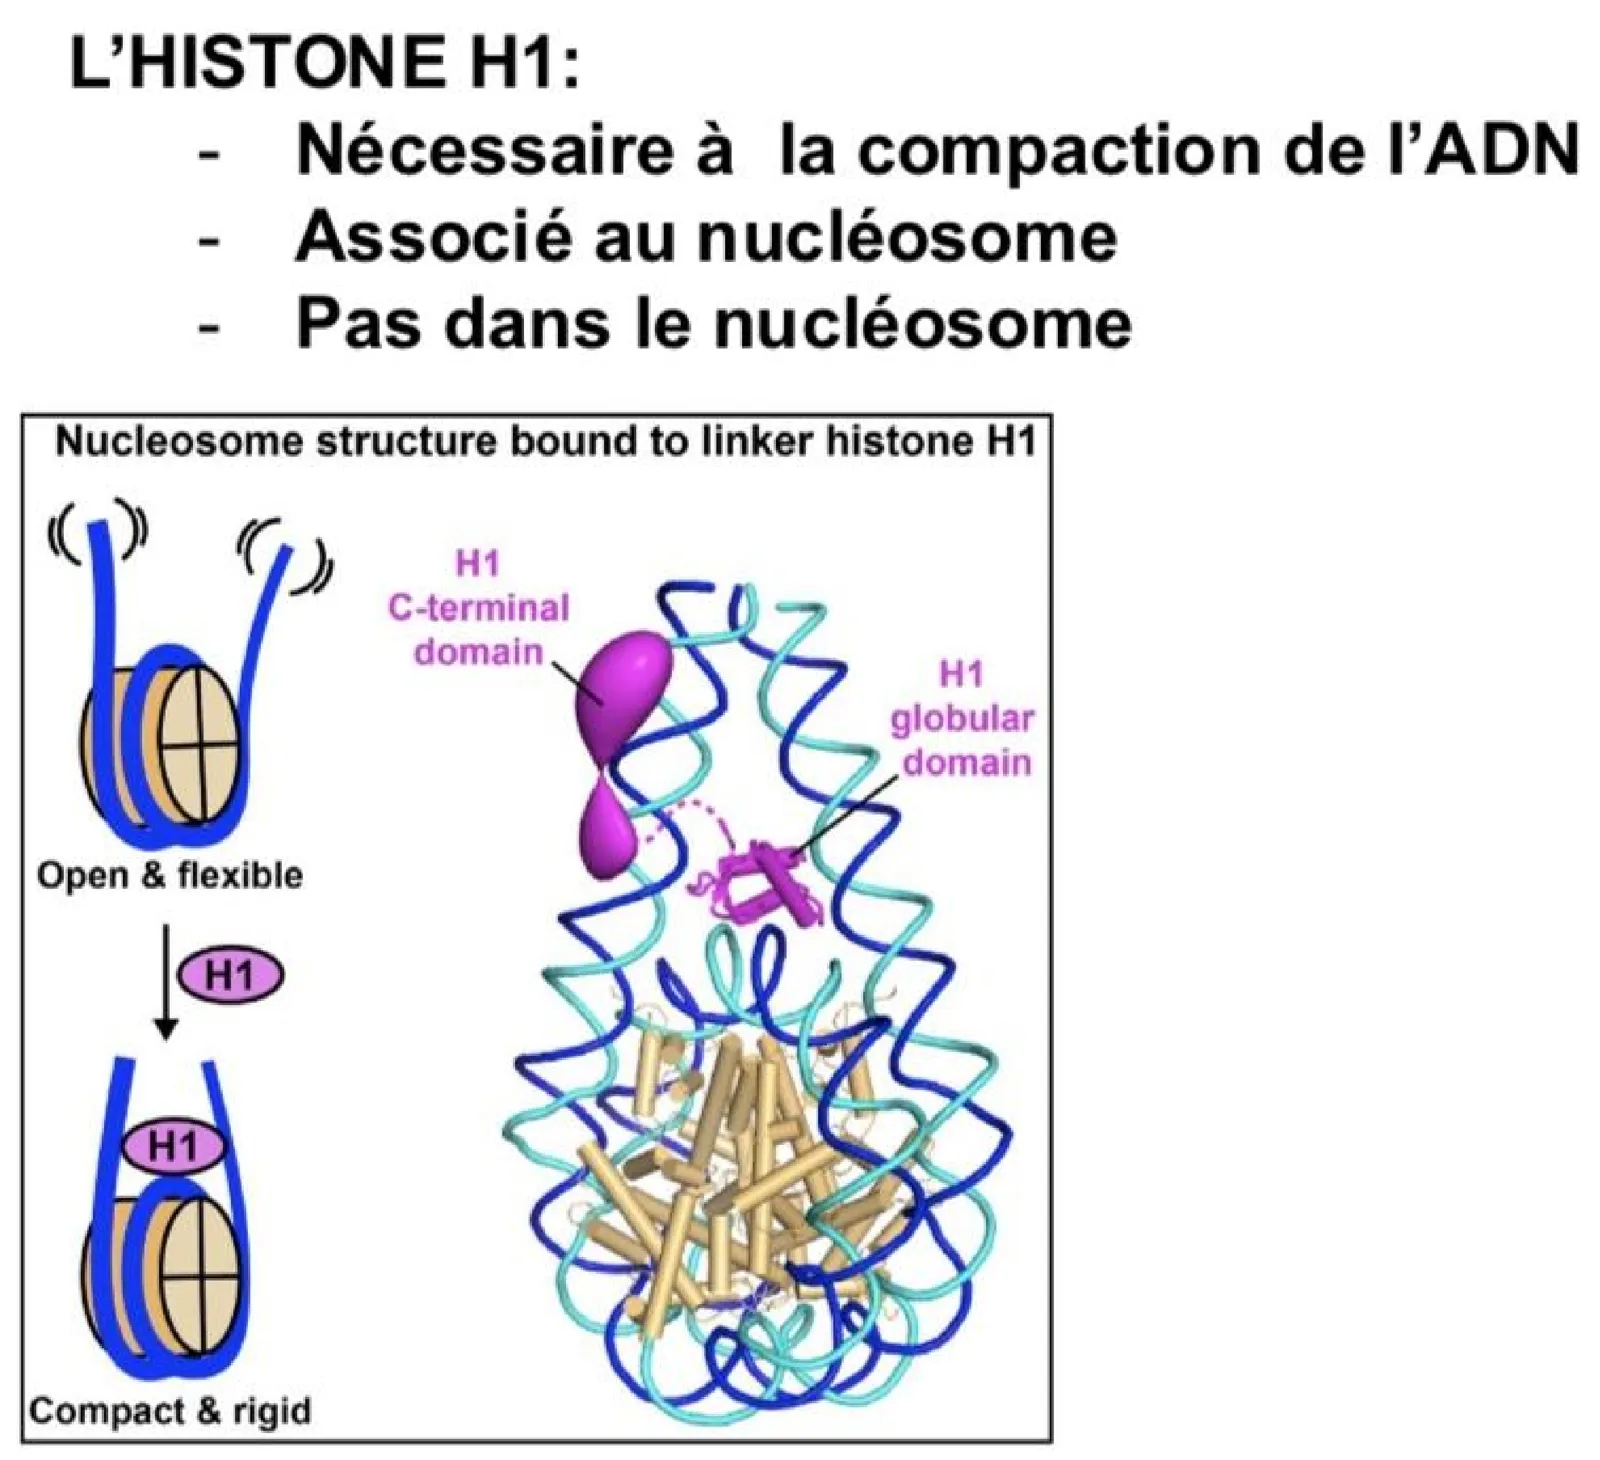 L’HISTONE H1:
- Nécessaire à la compaction de l’ADN
- Associé au nucléosome
- Pas dans le nucléosome
Nucleosome structure bound to linker histone H1
H1
C-terminal
domain
H1
globular
domain
Open & flexible
H1
H1
Compact & rigid